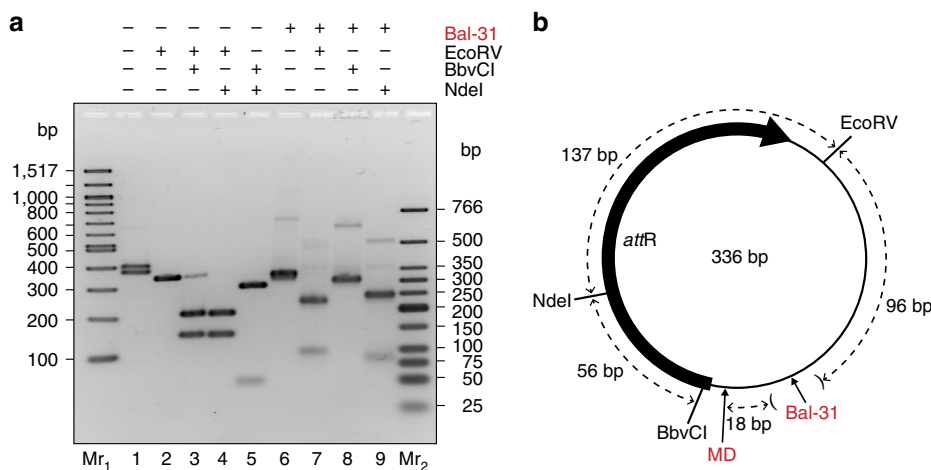 a
b
– – – – – + + + + Bal-31
– + + + – – + – – EcoRV
– – + – + – – + – BbvCI
– – – + + – – – + NdeI
bp
bp
1,517
1,000
800
600
500
400
300
200
100
766
500
350
300
250
200
150
100
75
50
25
Mr1 1 2 3 4 5 6 7 8 9 Mr2
EcoRV
137 bp
attR
336 bp
NdeI
96 bp
56 bp
BbvCI
MD
18 bp
Bal-31
( )